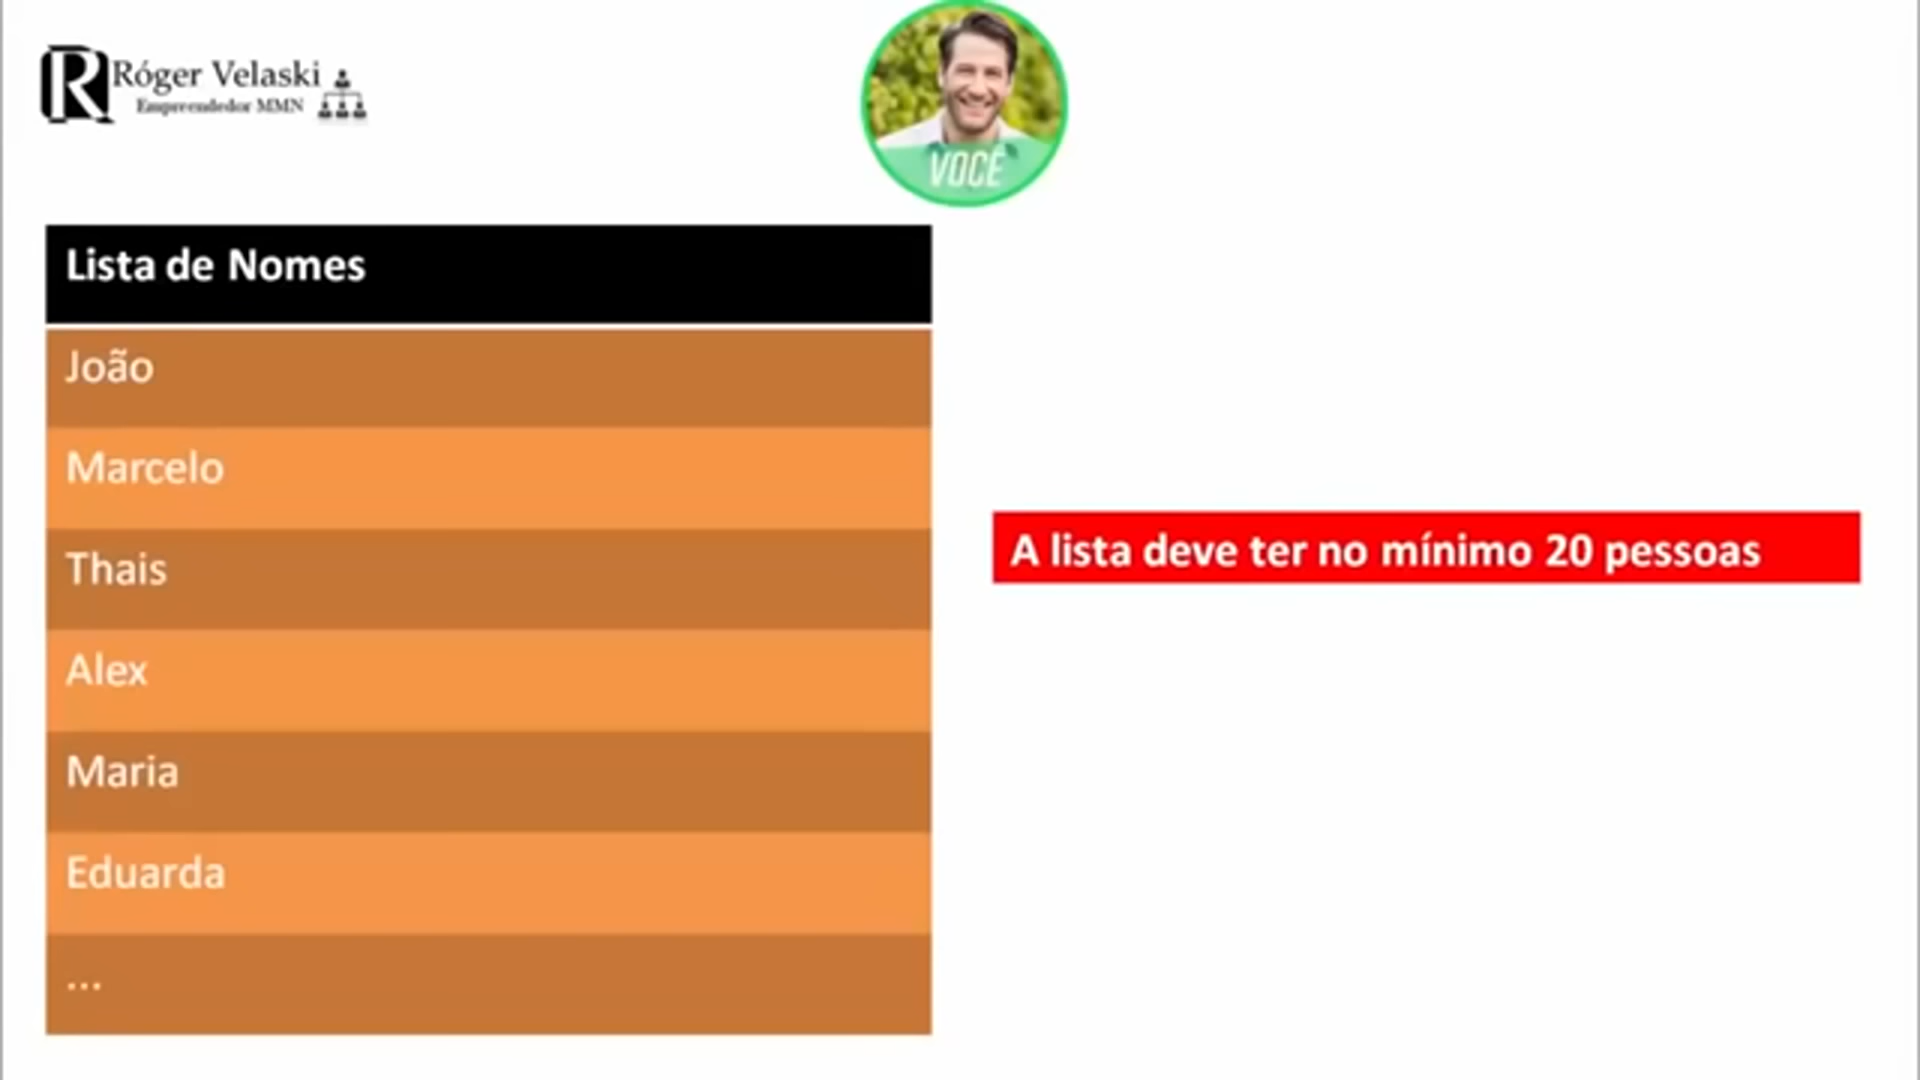 Róger Velaski
Empreendedor MMN
VOCÊ
Lista de Nomes
João
Marcelo
Thais
Alex
Maria
Eduarda
...
A lista deve ter no mínimo 20 pessoas